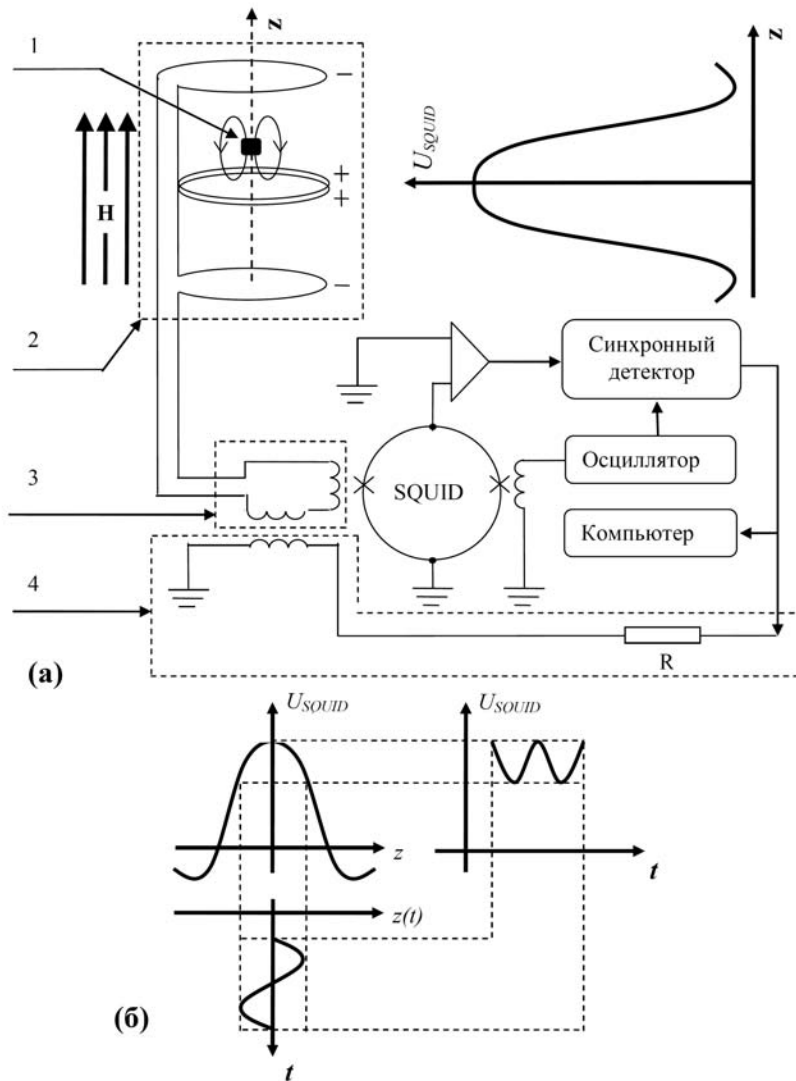 1
z
−
H
+
+
−
2
U_SQUID
z
Синхронный
детектор
3
SQUID
Осциллятор
Компьютер
4
R
(а)
U_SQUID
U_SQUID
z
t
z(t)
(б)
t